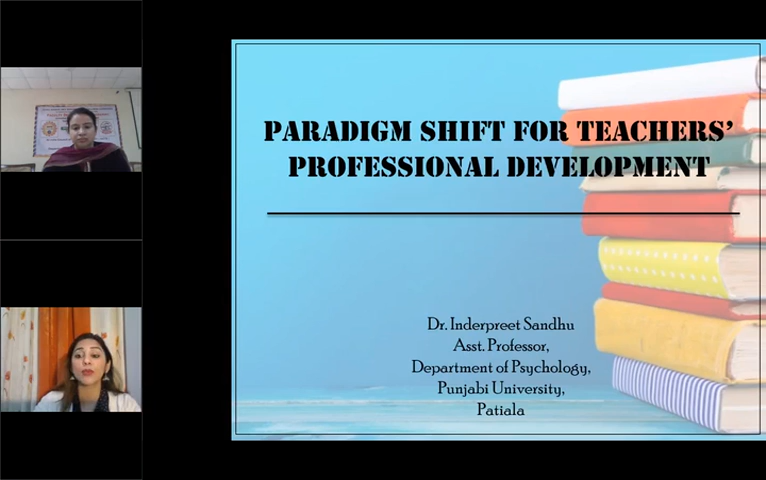 PARADIGM SHIFT FOR TEACHERS'
PROFESSIONAL DEVELOPMENT
Dr. Inderpreet Sandhu
Asst. Professor,
Department of Psychology,
Punjabi University,
Patiala